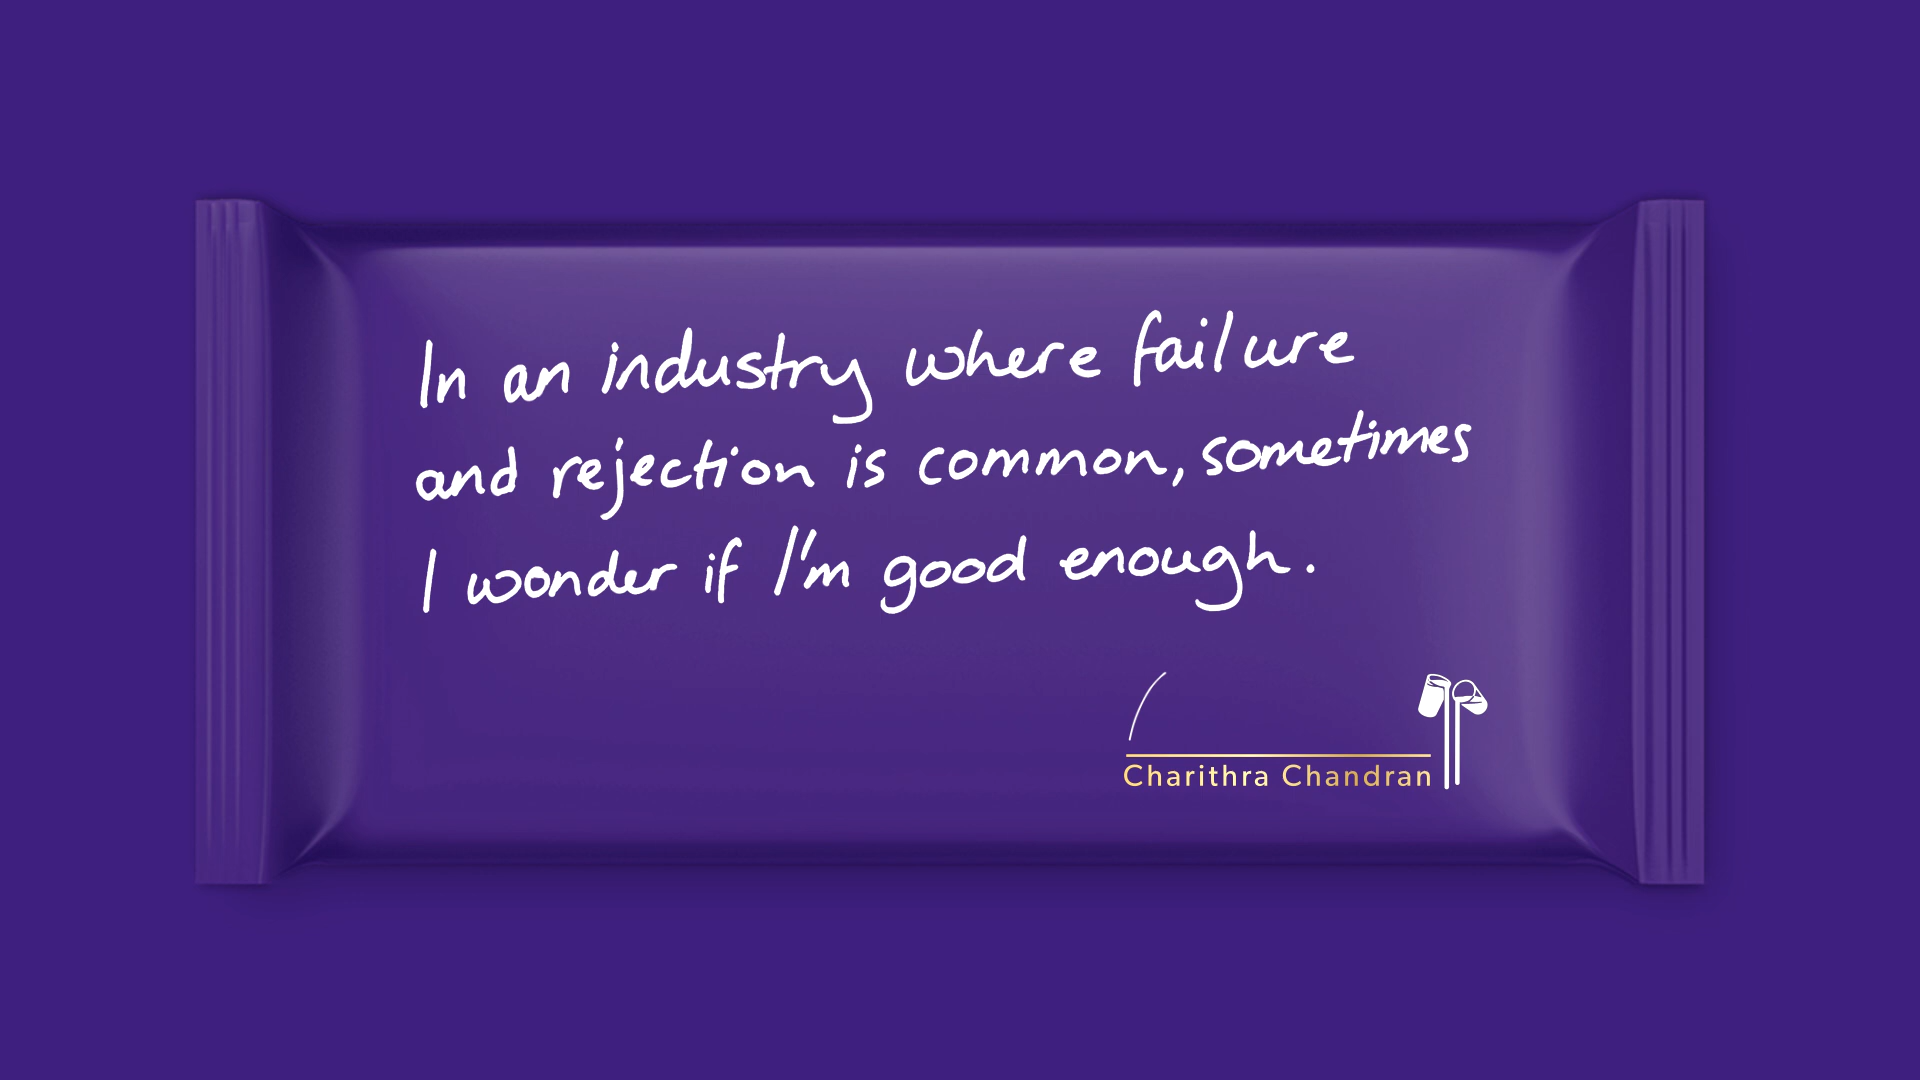 In an industry where failure
and rejection is common, sometimes
I wonder if I'm good enough.
Charithra Chandran